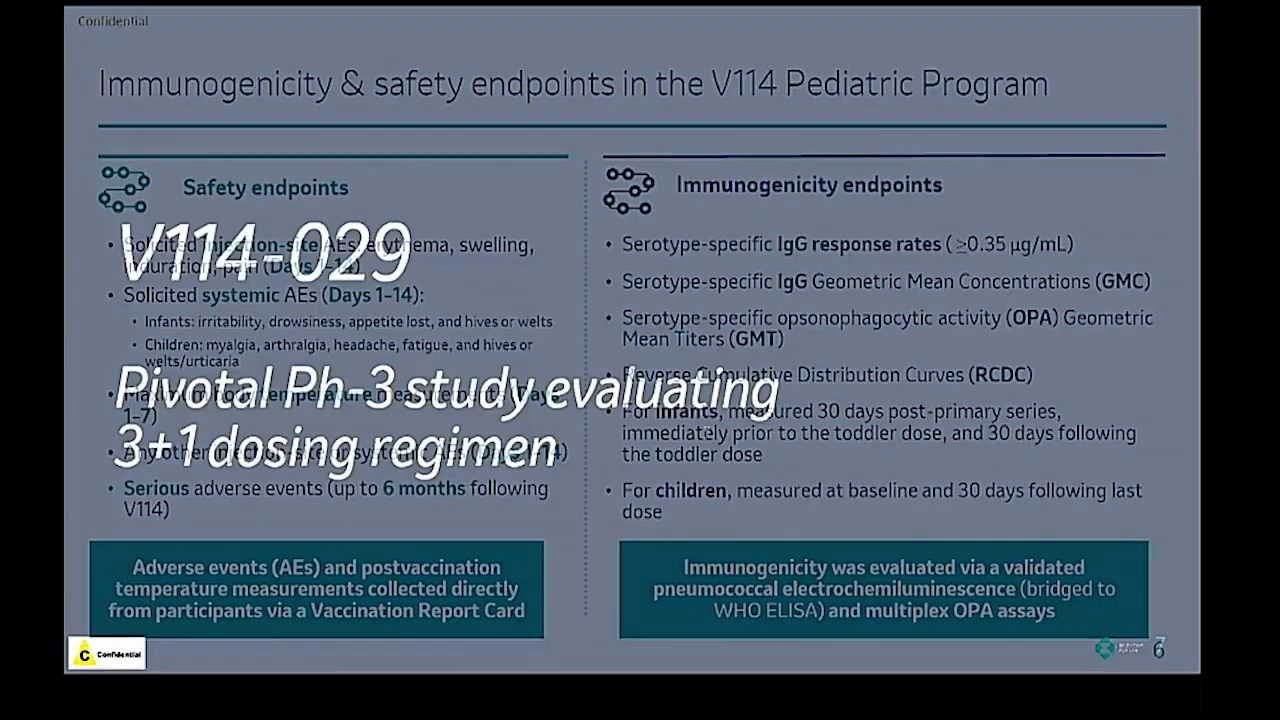 Confidential
Immunogenicity & safety endpoints in the V114 Pediatric Program
Safety endpoints
• Solicited injection-site AEs: erythema, swelling,
induration, pain (Days 1-14)
• Solicited systemic AEs (Days 1-14):
• Infants: irritability, drowsiness, appetite lost, and hives or welts
• Children: myalgia, arthralgia, headache, fatigue, and hives or
welts/urticaria
• Maximum body temperature measurements (Days
1-7)
• Any other injection-site or systemic AEs (Days 1-14)
• Serious adverse events (up to 6 months following
V114)
Adverse events (AEs) and postvaccination
temperature measurements collected directly
from participants via a Vaccination Report Card
Immunogenicity endpoints
• Serotype-specific IgG response rates ( ≥0.35 µg/mL)
• Serotype-specific IgG Geometric Mean Concentrations (GMC)
• Serotype-specific opsonophagocytic activity (OPA) Geometric
Mean Titers (GMT)
• Reverse Cumulative Distribution Curves (RCDC)
• For infants, measured 30 days post-primary series,
immediately prior to the toddler dose, and 30 days following
the toddler dose
• For children, measured at baseline and 30 days following last
dose
Immunogenicity was evaluated via a validated
pneumococcal electrochemiluminescence (bridged to
WHO ELISA) and multiplex OPA assays
V114-029
Pivotal Ph-3 study evaluating
3+1 dosing regimen
C Confidential
7
6